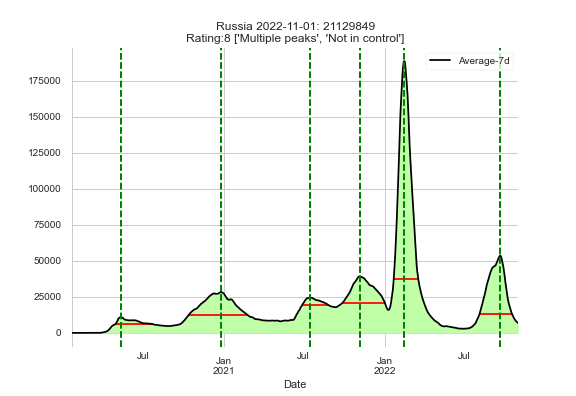 Russia 2022-11-01: 21129849
Rating:8 ['Multiple peaks', 'Not in control']
Average-7d
175000
150000
125000
100000
75000
50000
25000
0
Jul
Jan
2021
Jul
Jan
2022
Jul
Date